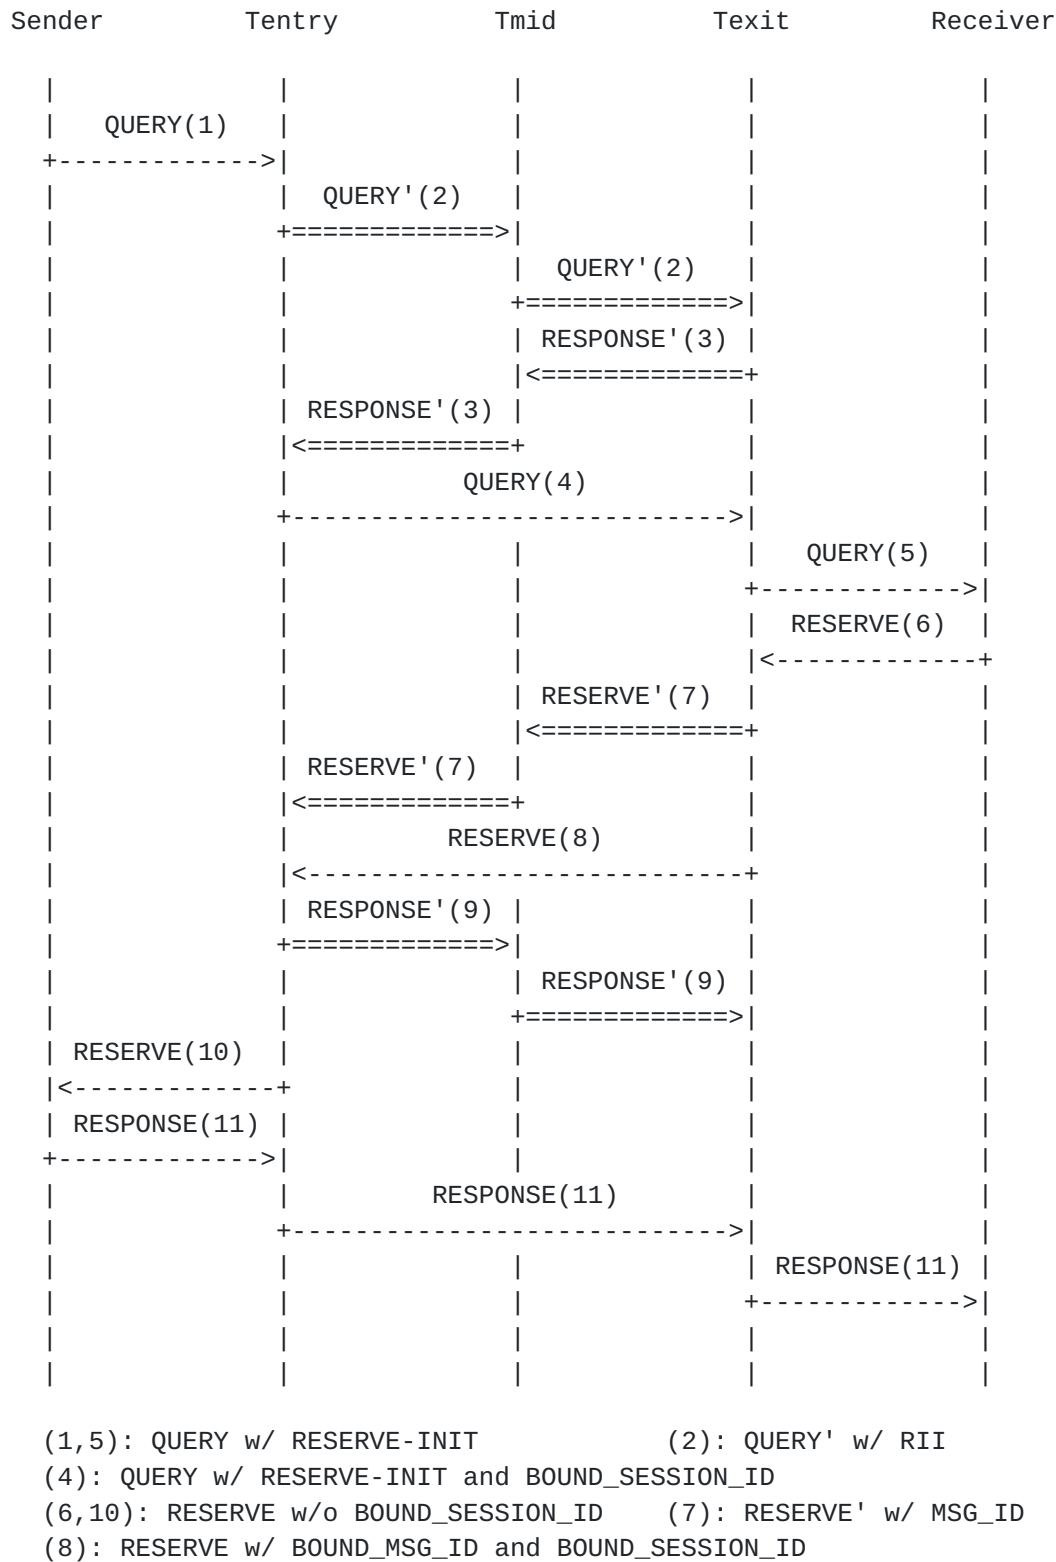 Sender Tentry Tmid Texit Receiver
QUERY(1)
QUERY'(2)
QUERY'(2)
RESPONSE'(3)
RESPONSE'(3)
QUERY(4)
QUERY(5)
RESERVE(6)
RESERVE'(7)
RESERVE'(7)
RESERVE(8)
RESPONSE'(9)
RESPONSE'(9)
RESERVE(10)
RESPONSE(11)
RESPONSE(11)
RESPONSE(11)
(1,5): QUERY w/ RESERVE-INIT (2): QUERY' w/ RII
(4): QUERY w/ RESERVE-INIT and BOUND_SESSION_ID
(6,10): RESERVE w/o BOUND_SESSION_ID (7): RESERVE' w/ MSG_ID
(8): RESERVE w/ BOUND_MSG_ID and BOUND_SESSION_ID